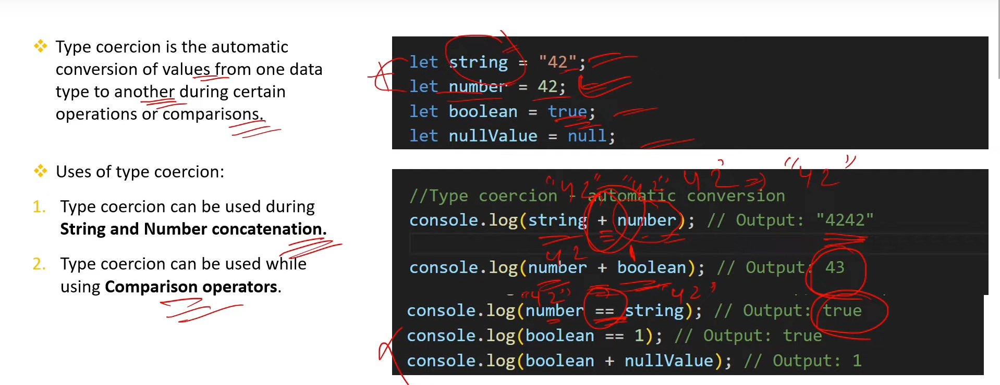 Type coercion is the automatic
conversion of values from one data
type to another during certain
operations or comparisons.
Uses of type coercion:
1. Type coercion can be used during
String and Number concatenation.
2. Type coercion can be used while
using Comparison operators.
let string = "42";
let number = 42;
let boolean = true;
let nullValue = null;
"42" "42" 42 => "42"
//Type coercion - automatic conversion
console.log(string + number); // Output: "4242"
42 1
console.log(number + boolean); // Output: 43
"42" "42"
console.log(number == string); // Output: true
console.log(boolean == 1); // Output: true
console.log(boolean + nullValue); // Output: 1